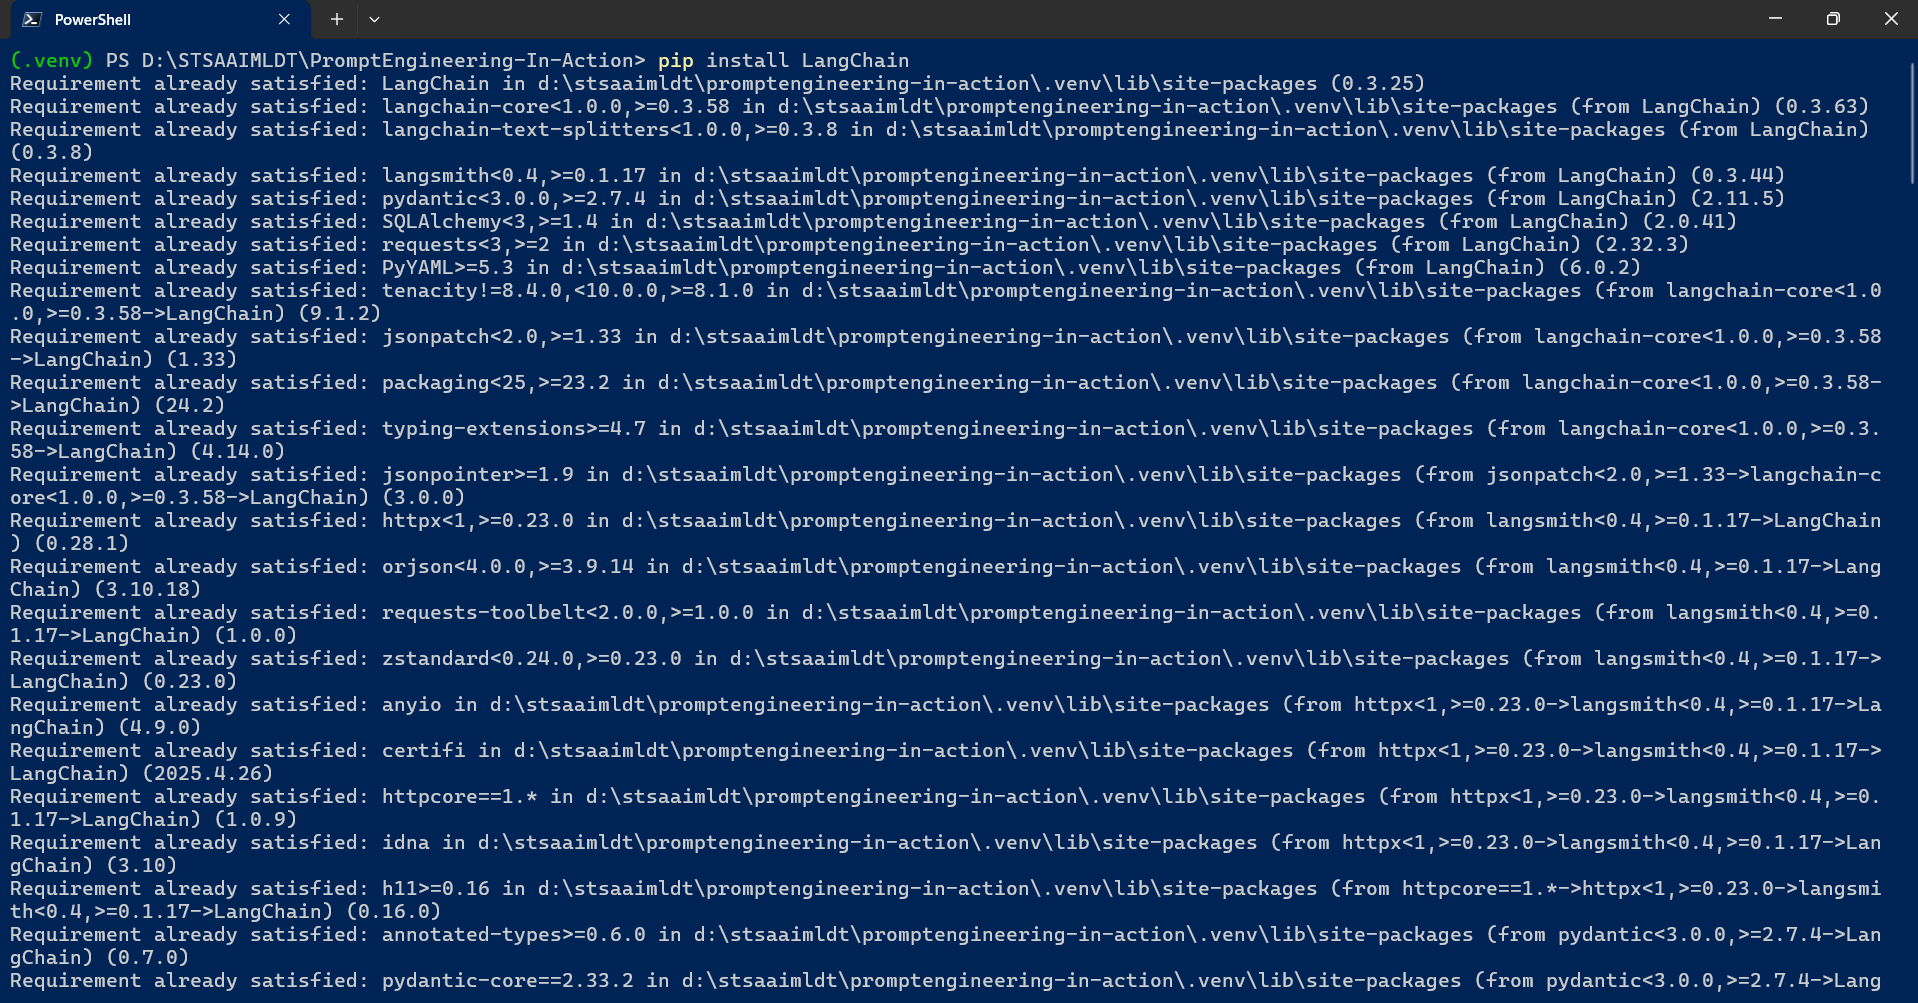 PowerShell
(.venv) PS D:\STSAAIMLDT\PromptEngineering-In-Action> pip install LangChain
Requirement already satisfied: LangChain in d:\stsaaimldt\promptengineering-in-action\.venv\lib\site-packages (0.3.25)
Requirement already satisfied: langchain-core<1.0.0,>=0.3.58 in d:\stsaaimldt\promptengineering-in-action\.venv\lib\site-packages (from LangChain) (0.3.63)
Requirement already satisfied: langchain-text-splitters<1.0.0,>=0.3.8 in d:\stsaaimldt\promptengineering-in-action\.venv\lib\site-packages (from LangChain)
(0.3.8)
Requirement already satisfied: langsmith<0.4,>=0.1.17 in d:\stsaaimldt\promptengineering-in-action\.venv\lib\site-packages (from LangChain) (0.3.44)
Requirement already satisfied: pydantic<3.0.0,>=2.7.4 in d:\stsaaimldt\promptengineering-in-action\.venv\lib\site-packages (from LangChain) (2.11.5)
Requirement already satisfied: SQLAlchemy<3,>=1.4 in d:\stsaaimldt\promptengineering-in-action\.venv\lib\site-packages (from LangChain) (2.0.41)
Requirement already satisfied: requests<3,>=2 in d:\stsaaimldt\promptengineering-in-action\.venv\lib\site-packages (from LangChain) (2.32.3)
Requirement already satisfied: PyYAML>=5.3 in d:\stsaaimldt\promptengineering-in-action\.venv\lib\site-packages (from LangChain) (6.0.2)
Requirement already satisfied: tenacity!=8.4.0,<10.0.0,>=8.1.0 in d:\stsaaimldt\promptengineering-in-action\.venv\lib\site-packages (from langchain-core<1.0
.0,>=0.3.58->LangChain) (9.1.2)
Requirement already satisfied: jsonpatch<2.0,>=1.33 in d:\stsaaimldt\promptengineering-in-action\.venv\lib\site-packages (from langchain-core<1.0.0,>=0.3.58
->LangChain) (1.33)
Requirement already satisfied: packaging<25,>=23.2 in d:\stsaaimldt\promptengineering-in-action\.venv\lib\site-packages (from langchain-core<1.0.0,>=0.3.58-
>LangChain) (24.2)
Requirement already satisfied: typing-extensions>=4.7 in d:\stsaaimldt\promptengineering-in-action\.venv\lib\site-packages (from langchain-core<1.0.0,>=0.3.
58->LangChain) (4.14.0)
Requirement already satisfied: jsonpointer>=1.9 in d:\stsaaimldt\promptengineering-in-action\.venv\lib\site-packages (from jsonpatch<2.0,>=1.33->langchain-c
ore<1.0.0,>=0.3.58->LangChain) (3.0.0)
Requirement already satisfied: httpx<1,>=0.23.0 in d:\stsaaimldt\promptengineering-in-action\.venv\lib\site-packages (from langsmith<0.4,>=0.1.17->LangChain
) (0.28.1)
Requirement already satisfied: orjson<4.0.0,>=3.9.14 in d:\stsaaimldt\promptengineering-in-action\.venv\lib\site-packages (from langsmith<0.4,>=0.1.17->Lang
Chain) (3.10.18)
Requirement already satisfied: requests-toolbelt<2.0.0,>=1.0.0 in d:\stsaaimldt\promptengineering-in-action\.venv\lib\site-packages (from langsmith<0.4,>=0.
1.17->LangChain) (1.0.0)
Requirement already satisfied: zstandard<0.24.0,>=0.23.0 in d:\stsaaimldt\promptengineering-in-action\.venv\lib\site-packages (from langsmith<0.4,>=0.1.17->
LangChain) (0.23.0)
Requirement already satisfied: anyio in d:\stsaaimldt\promptengineering-in-action\.venv\lib\site-packages (from httpx<1,>=0.23.0->langsmith<0.4,>=0.1.17->La
ngChain) (4.9.0)
Requirement already satisfied: certifi in d:\stsaaimldt\promptengineering-in-action\.venv\lib\site-packages (from httpx<1,>=0.23.0->langsmith<0.4,>=0.1.17->
LangChain) (2025.4.26)
Requirement already satisfied: httpcore==1.* in d:\stsaaimldt\promptengineering-in-action\.venv\lib\site-packages (from httpx<1,>=0.23.0->langsmith<0.4,>=0.
1.17->LangChain) (1.0.9)
Requirement already satisfied: idna in d:\stsaaimldt\promptengineering-in-action\.venv\lib\site-packages (from httpx<1,>=0.23.0->langsmith<0.4,>=0.1.17->Lan
gChain) (3.10)
Requirement already satisfied: h11>=0.16 in d:\stsaaimldt\promptengineering-in-action\.venv\lib\site-packages (from httpcore==1.*->httpx<1,>=0.23.0->langsmi
th<0.4,>=0.1.17->LangChain) (0.16.0)
Requirement already satisfied: annotated-types>=0.6.0 in d:\stsaaimldt\promptengineering-in-action\.venv\lib\site-packages (from pydantic<3.0.0,>=2.7.4->Lan
gChain) (0.7.0)
Requirement already satisfied: pydantic-core==2.33.2 in d:\stsaaimldt\promptengineering-in-action\.venv\lib\site-packages (from pydantic<3.0.0,>=2.7.4->Lang